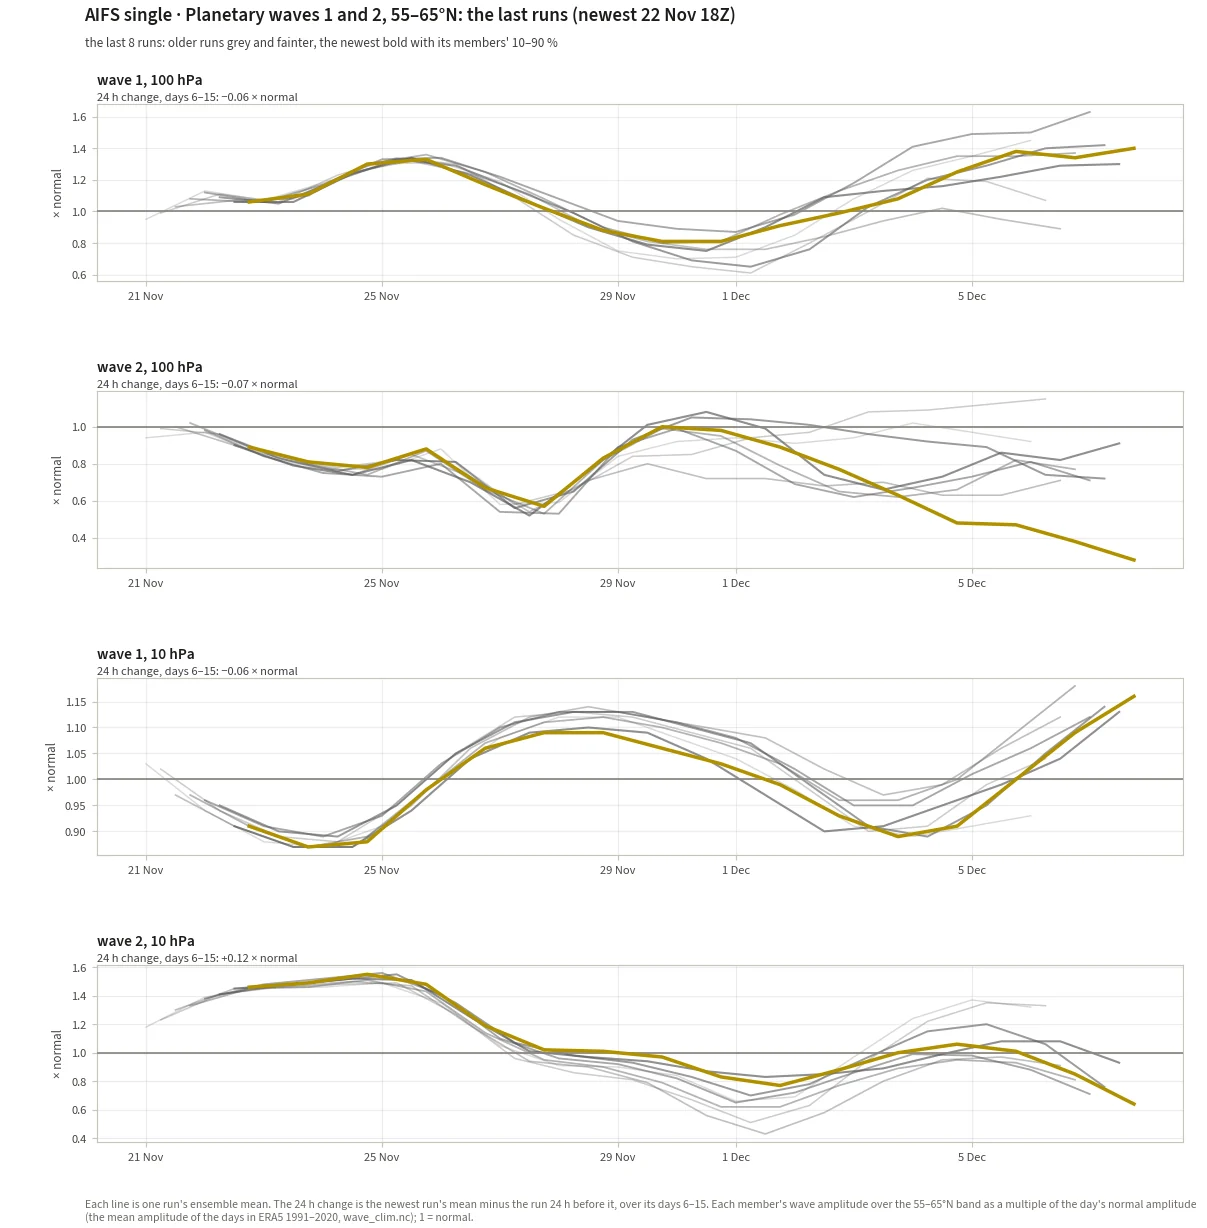 AIFS single · Planetary waves 1 and 2, 55–65°N: the last runs (newest 22 Nov 18Z)
the last 8 runs: older runs grey and fainter, the newest bold with its members' 10–90 %
wave 1, 100 hPa
24 h change, days 6–15: −0.06 × normal
1.6
1.4
1.2
1.0
0.8
0.6
× normal
21 Nov 25 Nov 29 Nov 1 Dec 5 Dec
wave 2, 100 hPa
24 h change, days 6–15: −0.07 × normal
1.0
0.8
0.6
0.4
× normal
21 Nov 25 Nov 29 Nov 1 Dec 5 Dec
wave 1, 10 hPa
24 h change, days 6–15: −0.06 × normal
1.15
1.10
1.05
1.00
0.95
0.90
× normal
21 Nov 25 Nov 29 Nov 1 Dec 5 Dec
wave 2, 10 hPa
24 h change, days 6–15: +0.12 × normal
1.6
1.4
1.2
1.0
0.8
0.6
0.4
× normal
21 Nov 25 Nov 29 Nov 1 Dec 5 Dec
Each line is one run's ensemble mean. The 24 h change is the newest run's mean minus the run 24 h before it, over its days 6–15. Each member's wave amplitude over the 55–65°N band as a multiple of the day's normal amplitude
(the mean amplitude of the days in ERA5 1991–2020, wave_clim.nc); 1 = normal.